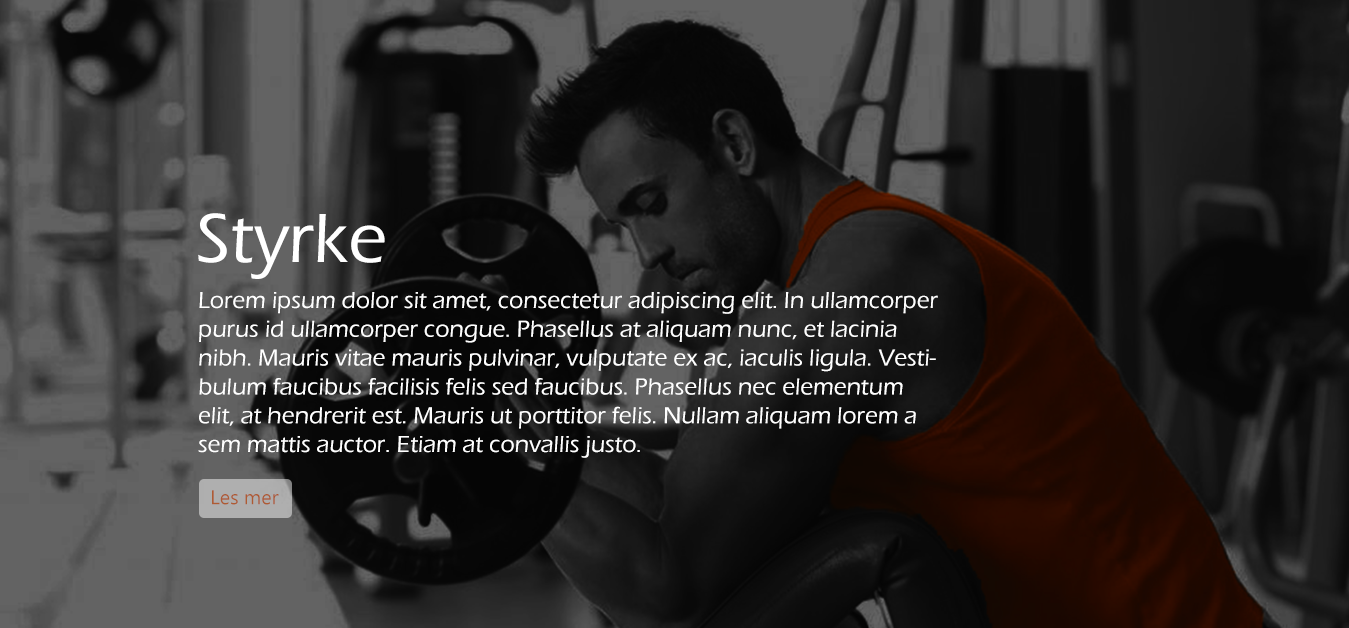 Styrke
Lorem ipsum dolor sit amet, consectetur adipiscing elit. In ullamcorper
purus id ullamcorper congue. Phasellus at aliquam nunc, et lacinia
nibh. Mauris vitae mauris pulvinar, vulputate ex ac, iaculis ligula. Vesti-
bulum faucibus facilisis felis sed faucibus. Phasellus nec elementum
elit, at hendrerit est. Mauris ut porttitor felis. Nullam aliquam lorem a
sem mattis auctor. Etiam at convallis justo.
Les mer